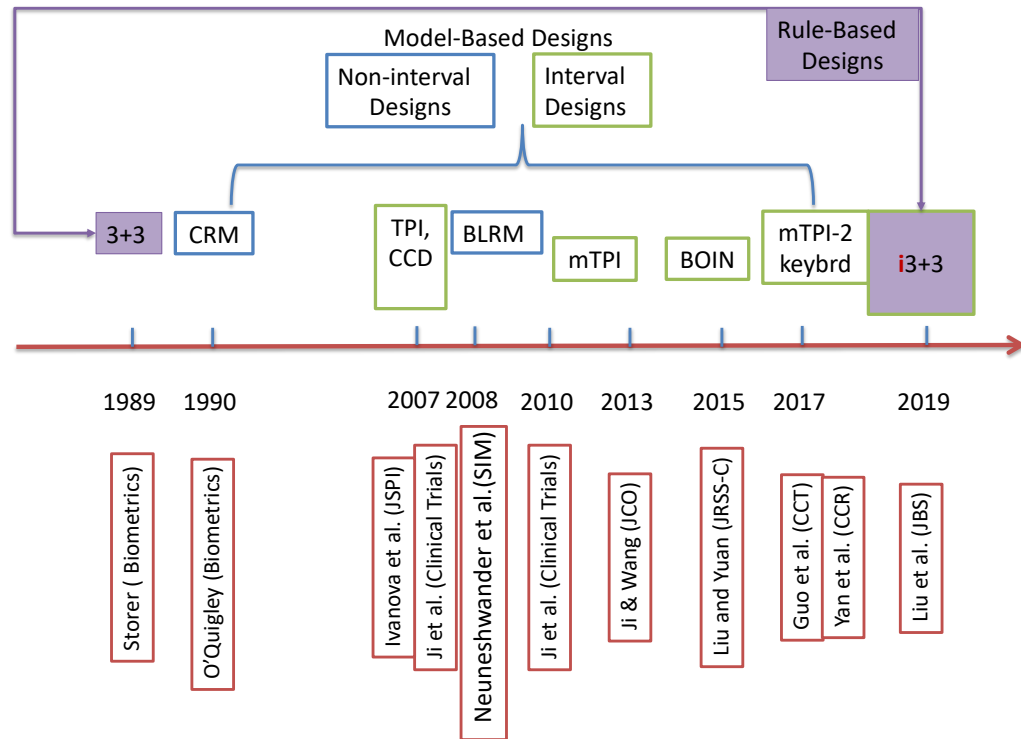 Model-Based Designs
Rule-Based
Designs
Non-interval
Designs
Interval
Designs
3+3
CRM
TPI,
CCD
BLRM
mTPI
BOIN
mTPI-2
keybrd
i3+3
1989
1990
2007
2008
2010
2013
2015
2017
2019
Storer ( Biometrics)
O'Quigley (Biometrics)
Ivanova et al. (JSPI)
Ji et al. (Clinical Trials)
Neuneshwander et al.(SIM)
Ji et al. (Clinical Trials)
Ji & Wang (JCO)
Liu and Yuan (JRSS-C)
Guo et al. (CCT)
Yan et al. (CCR)
Liu et al. (JBS)